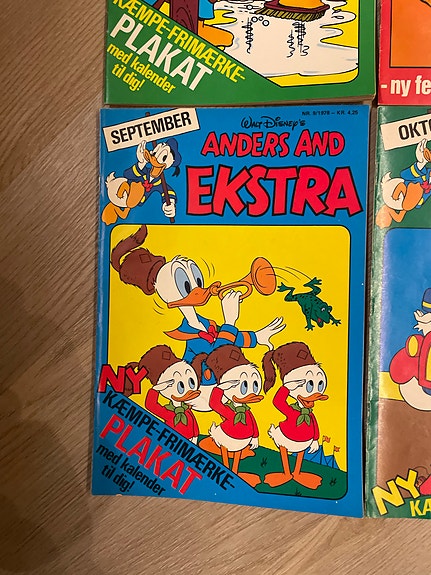 KÆMPE-FRIMÆRKE-
PLAKAT
med kalender
til dig!
- ny fe
SEPTEMBER
NR. 9/1978 - KR. 4,25
WALT DISNEY'S
ANDERS AND
EKSTRA
OKTO
NY
KÆMPE-FRIMÆRKE-
PLAKAT
med kalender
til dig!
NY
KÆ